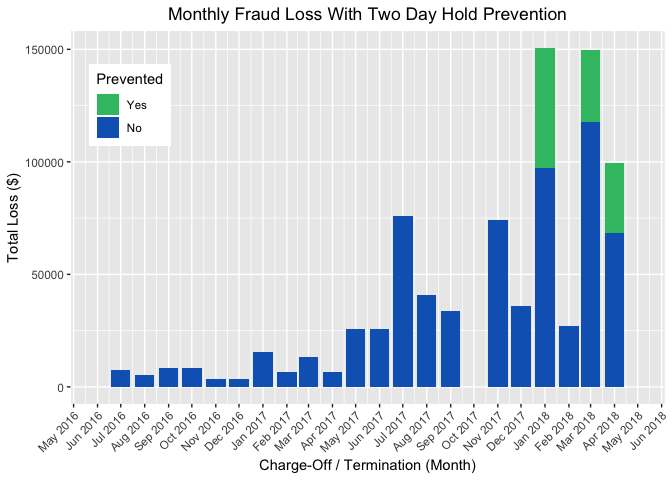 Monthly Fraud Loss With Two Day Hold Prevention
Total Loss ($)
150000
100000
50000
0
Prevented
Yes
No
May 2016
Jun 2016
Jul 2016
Aug 2016
Sep 2016
Oct 2016
Nov 2016
Dec 2016
Jan 2017
Feb 2017
Mar 2017
Apr 2017
May 2017
Jun 2017
Jul 2017
Aug 2017
Sep 2017
Oct 2017
Nov 2017
Dec 2017
Jan 2018
Feb 2018
Mar 2018
Apr 2018
May 2018
Jun 2018
Charge-Off / Termination (Month)